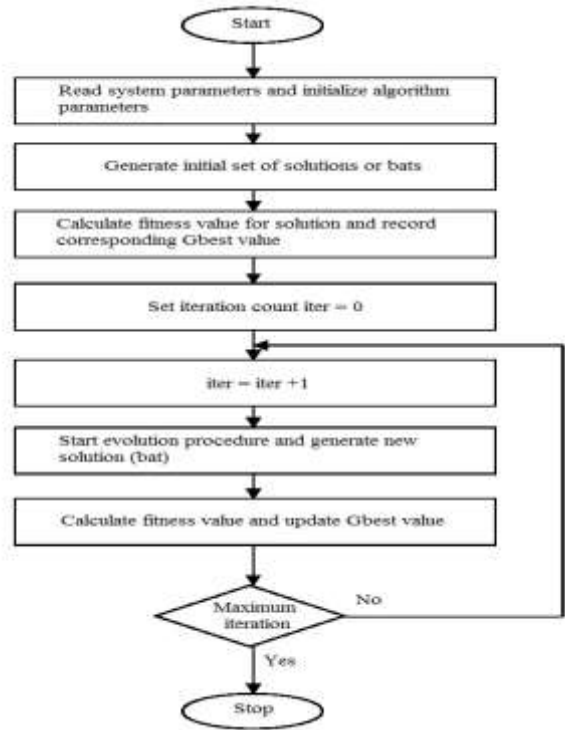 Start
Read system parameters and initialize algorithm
parameters
Generate initial set of solutions or bats
Calculate fitness value for solution and record
corresponding Gbest value
Set iteration count iter = 0
iter = iter +1
Start evolution procedure and generate new
solution (bat)
Calculate fitness value and update Gbest value
Maximum
iteration
No
Yes
Stop